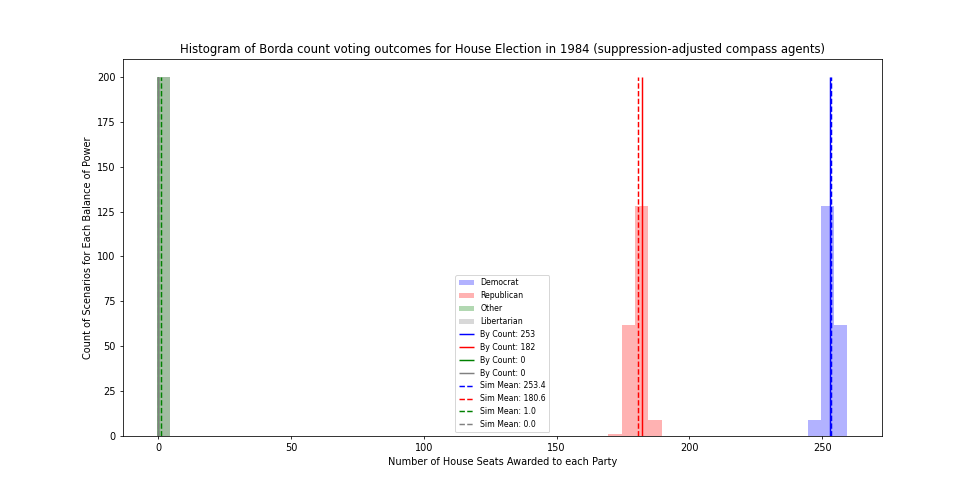 Histogram of Borda count voting outcomes for House Election in 1984 (suppression-adjusted compass agents)
Count of Scenarios for Each Balance of Power
200
175
150
125
100
75
50
25
0
Democrat
Republican
Other
Libertarian
By Count: 253
By Count: 182
By Count: 0
By Count: 0
Sim Mean: 253.4
Sim Mean: 180.6
Sim Mean: 1.0
Sim Mean: 0.0
0 50 100 150 200 250
Number of House Seats Awarded to each Party